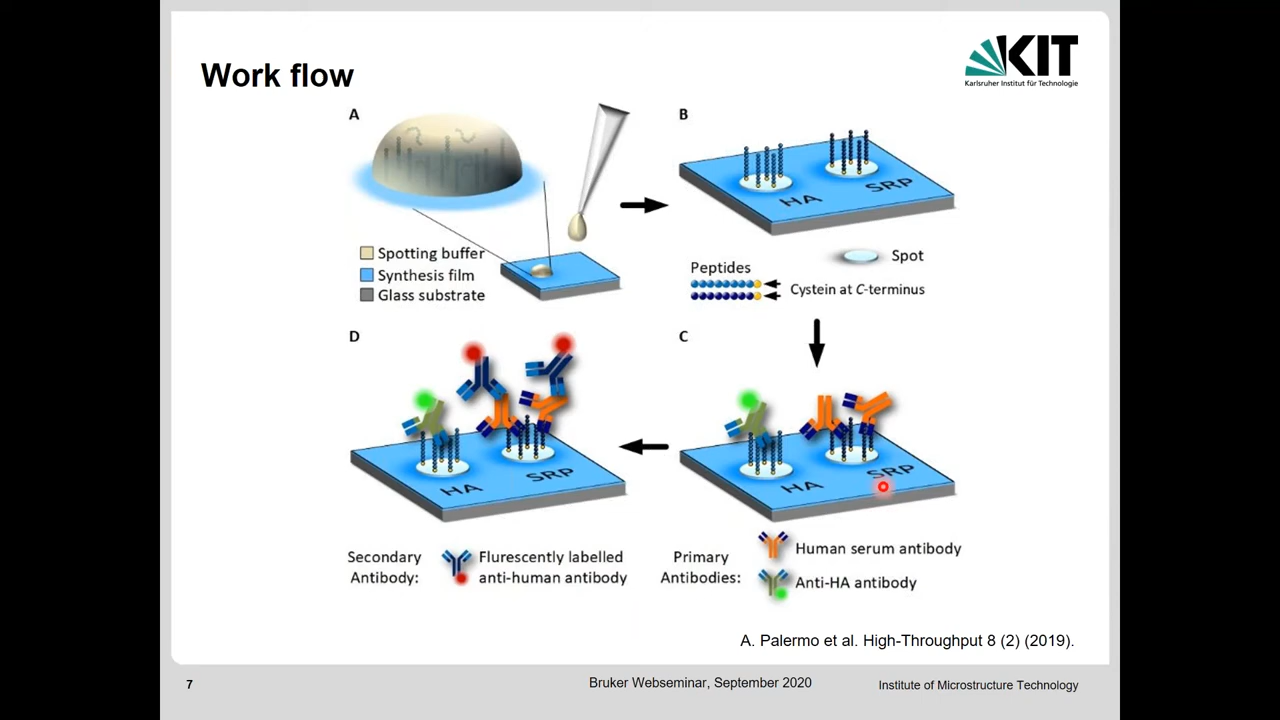 Work flow
KIT
Karlsruher Institut für Technologie
A
Spotting buffer
Synthesis film
Glass substrate
B
HA
SRP
Spot
Peptides
Cystein at C-terminus
D
HA
SRP
Secondary
Antibody:
Flurescently labelled
anti-human antibody
C
HA
SRP
Primary
Antibodies:
Human serum antibody
Anti-HA antibody
A. Palermo et al. High-Throughput 8 (2) (2019).
7
Bruker Webseminar, September 2020
Institute of Microstructure Technology